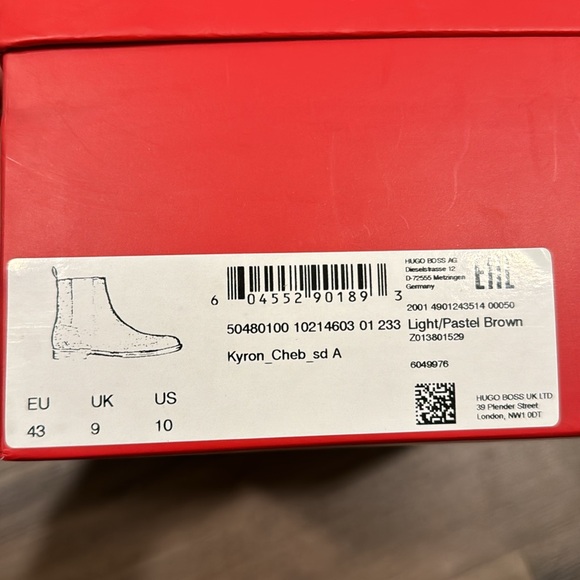 6 04552 90189 3
50480100 10214603 01 233
Kyron_Cheb_sd A
EU UK US
43 9 10
HUGO BOSS AG
Dieselstrasse 12
D-72555 Metzingen
Germany
EAC
2001 4901243514 00050
Light/Pastel Brown
Z013801529
6049976
HUGO BOSS UK LTD
39 Plender Street
London, NW1 0DT